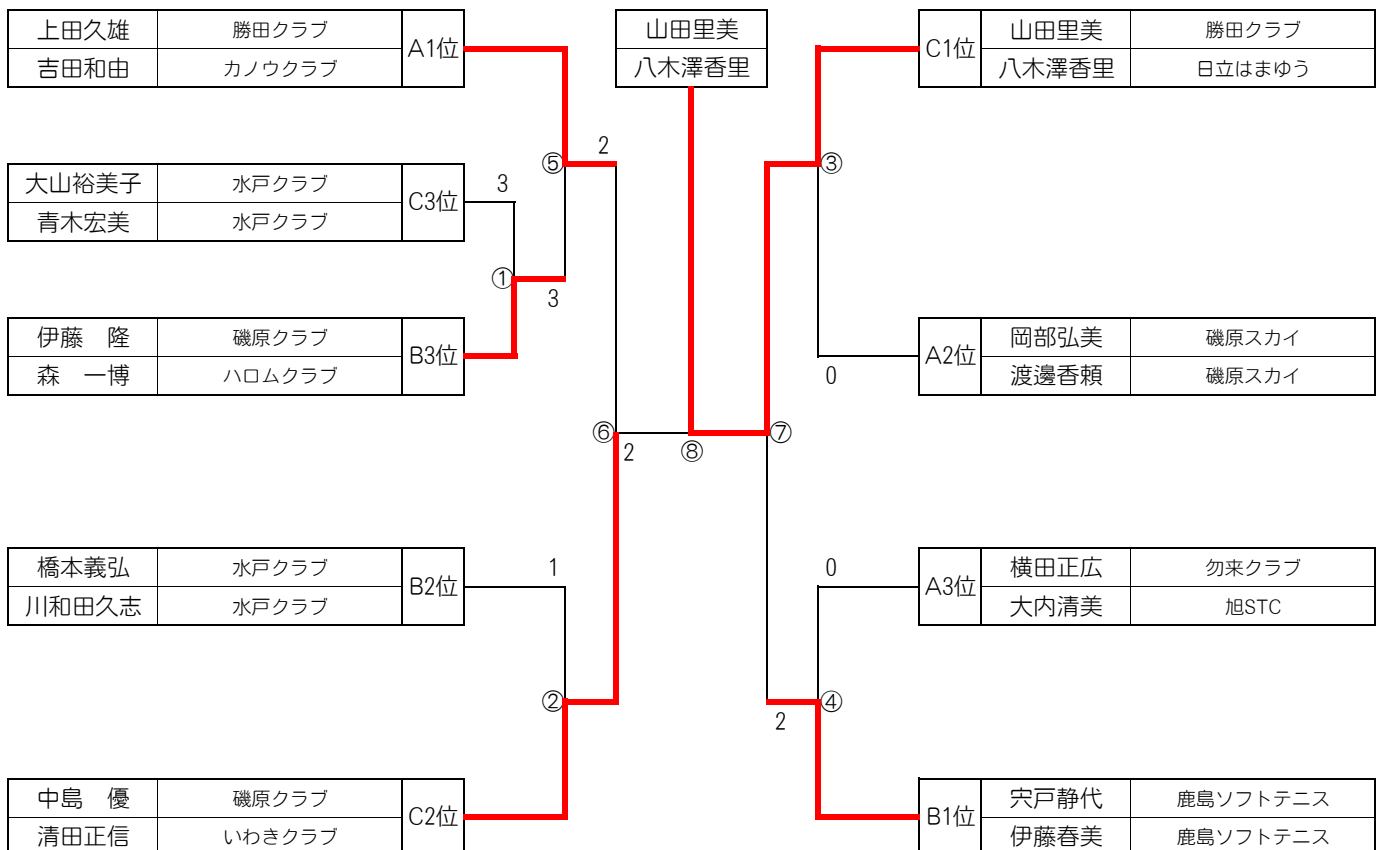 上田久雄 勝田クラブ
A1位
吉田和由 カノウクラブ
山田里美
八木澤香里
山田里美 勝田クラブ
C1位
八木澤香里 日立はまゆう
⑤ 2
③
大山裕美子 水戸クラブ
C3位 3
青木宏美 水戸クラブ
①
3
伊藤　隆 磯原クラブ
B3位
森　一博 ハロムクラブ
岡部弘美 磯原スカイ
A2位
渡邊香頼 磯原スカイ
0
⑥ 2 ⑧ ⑦
橋本義弘 水戸クラブ
B2位 1
川和田久志 水戸クラブ
0
横田正広 勿来クラブ
A3位
大内清美 旭STC
②
2 ④
中島　優 磯原クラブ
C2位
清田正信 いわきクラブ
宍戸静代 鹿島ソフトテニス
B1位
伊藤春美 鹿島ソフトテニス